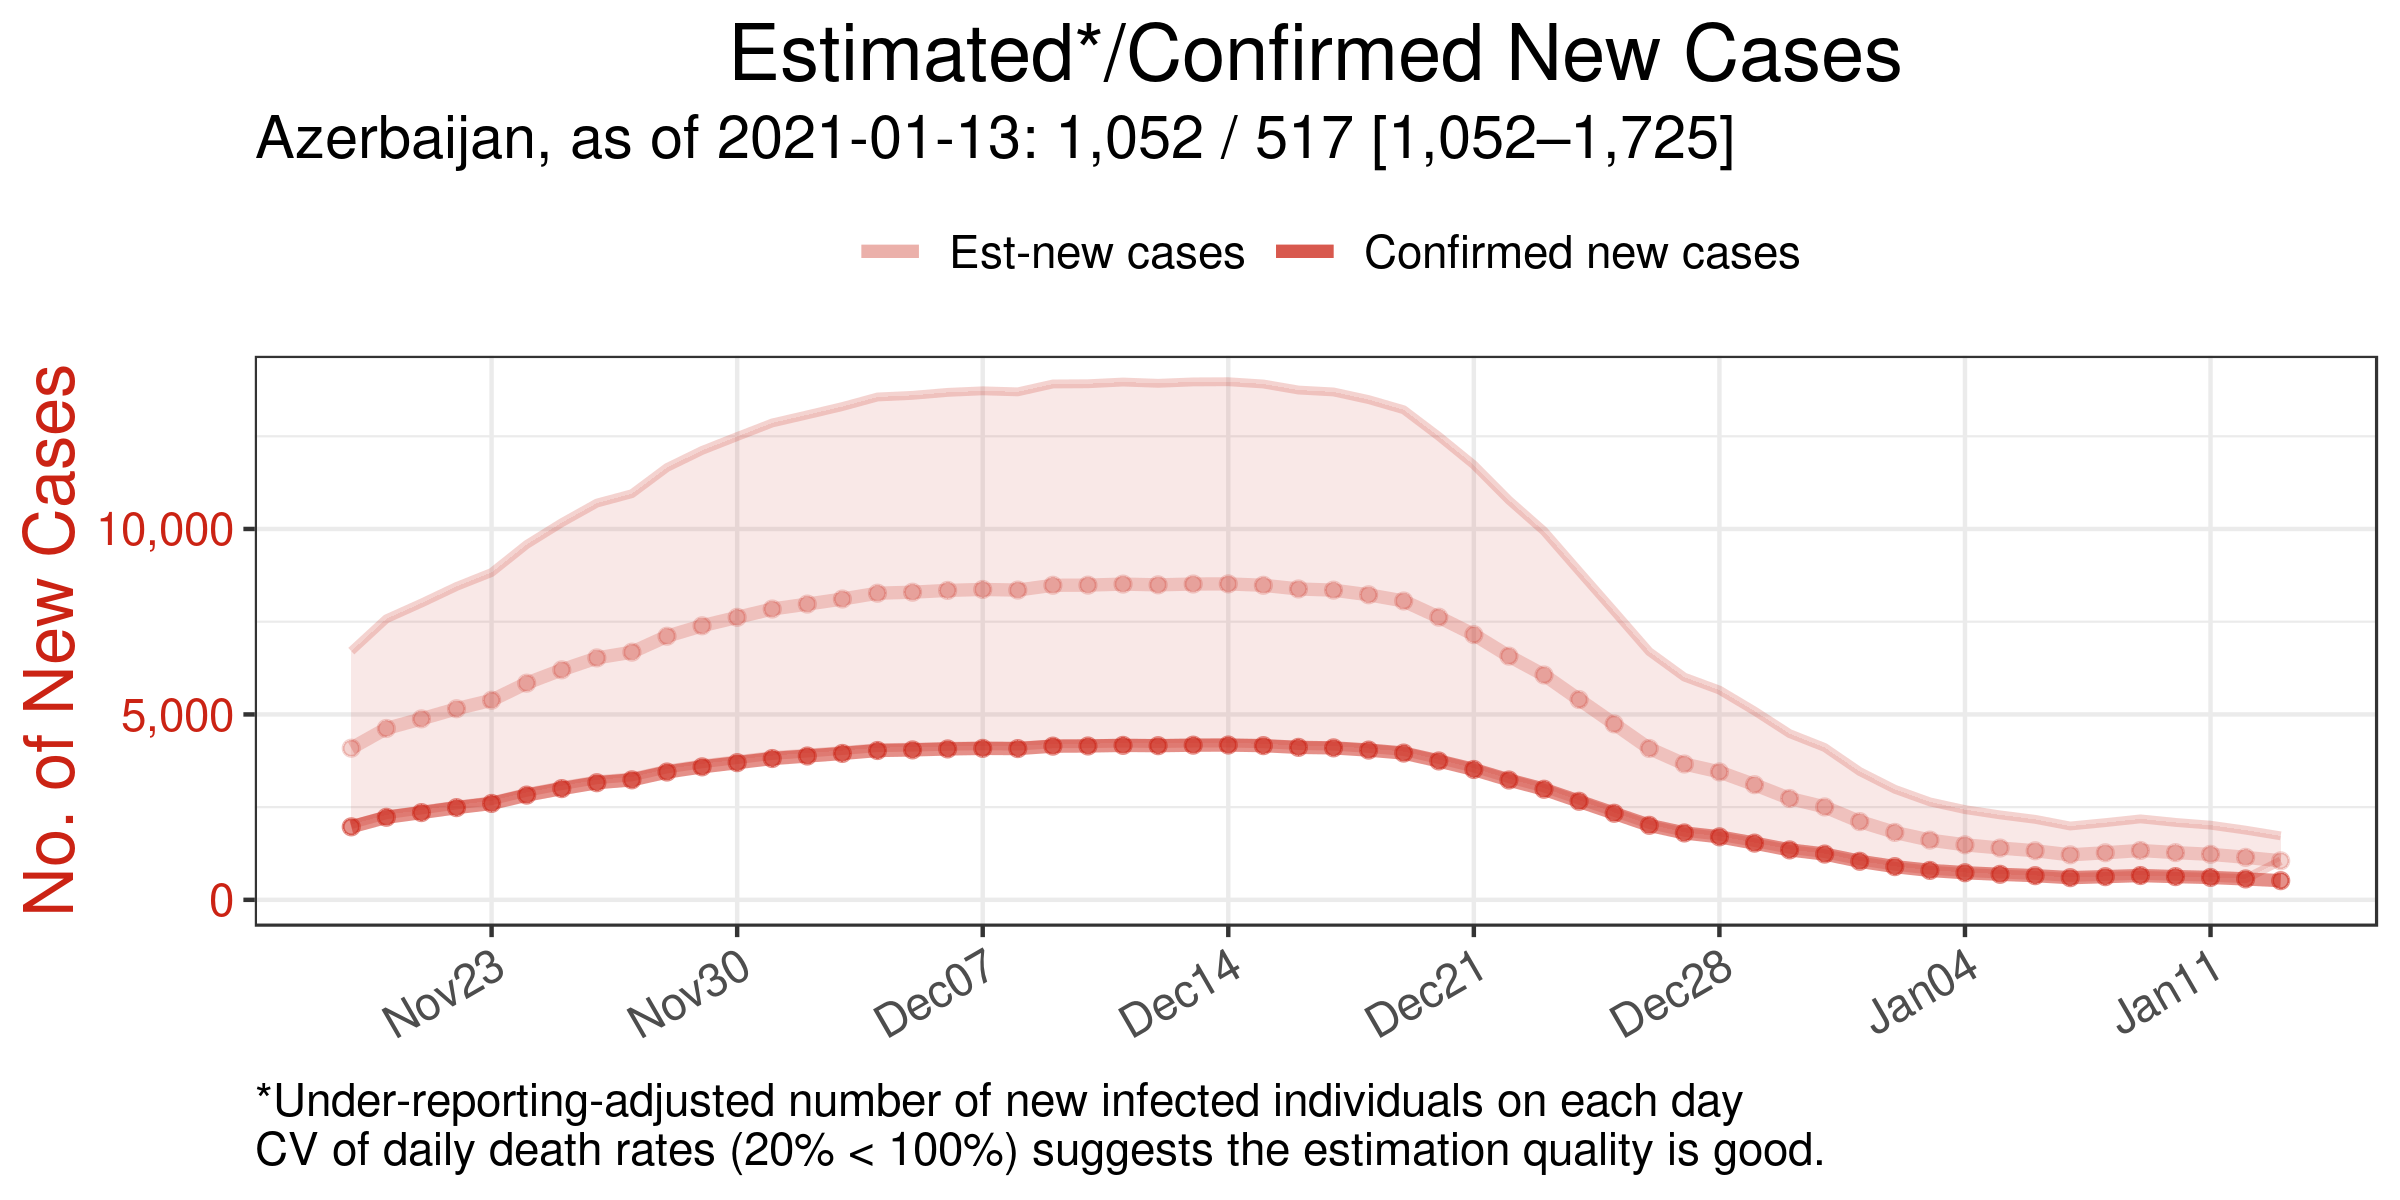 Estimated*/Confirmed New Cases
Azerbaijan, as of 2021-01-13: 1,052 / 517 [1,052–1,725]
Est-new cases
Confirmed new cases
No. of New Cases
10,000
5,000
0
Nov23
Nov30
Dec07
Dec14
Dec21
Dec28
Jan04
Jan11
*Under-reporting-adjusted number of new infected individuals on each day
CV of daily death rates (20% < 100%) suggests the estimation quality is good.